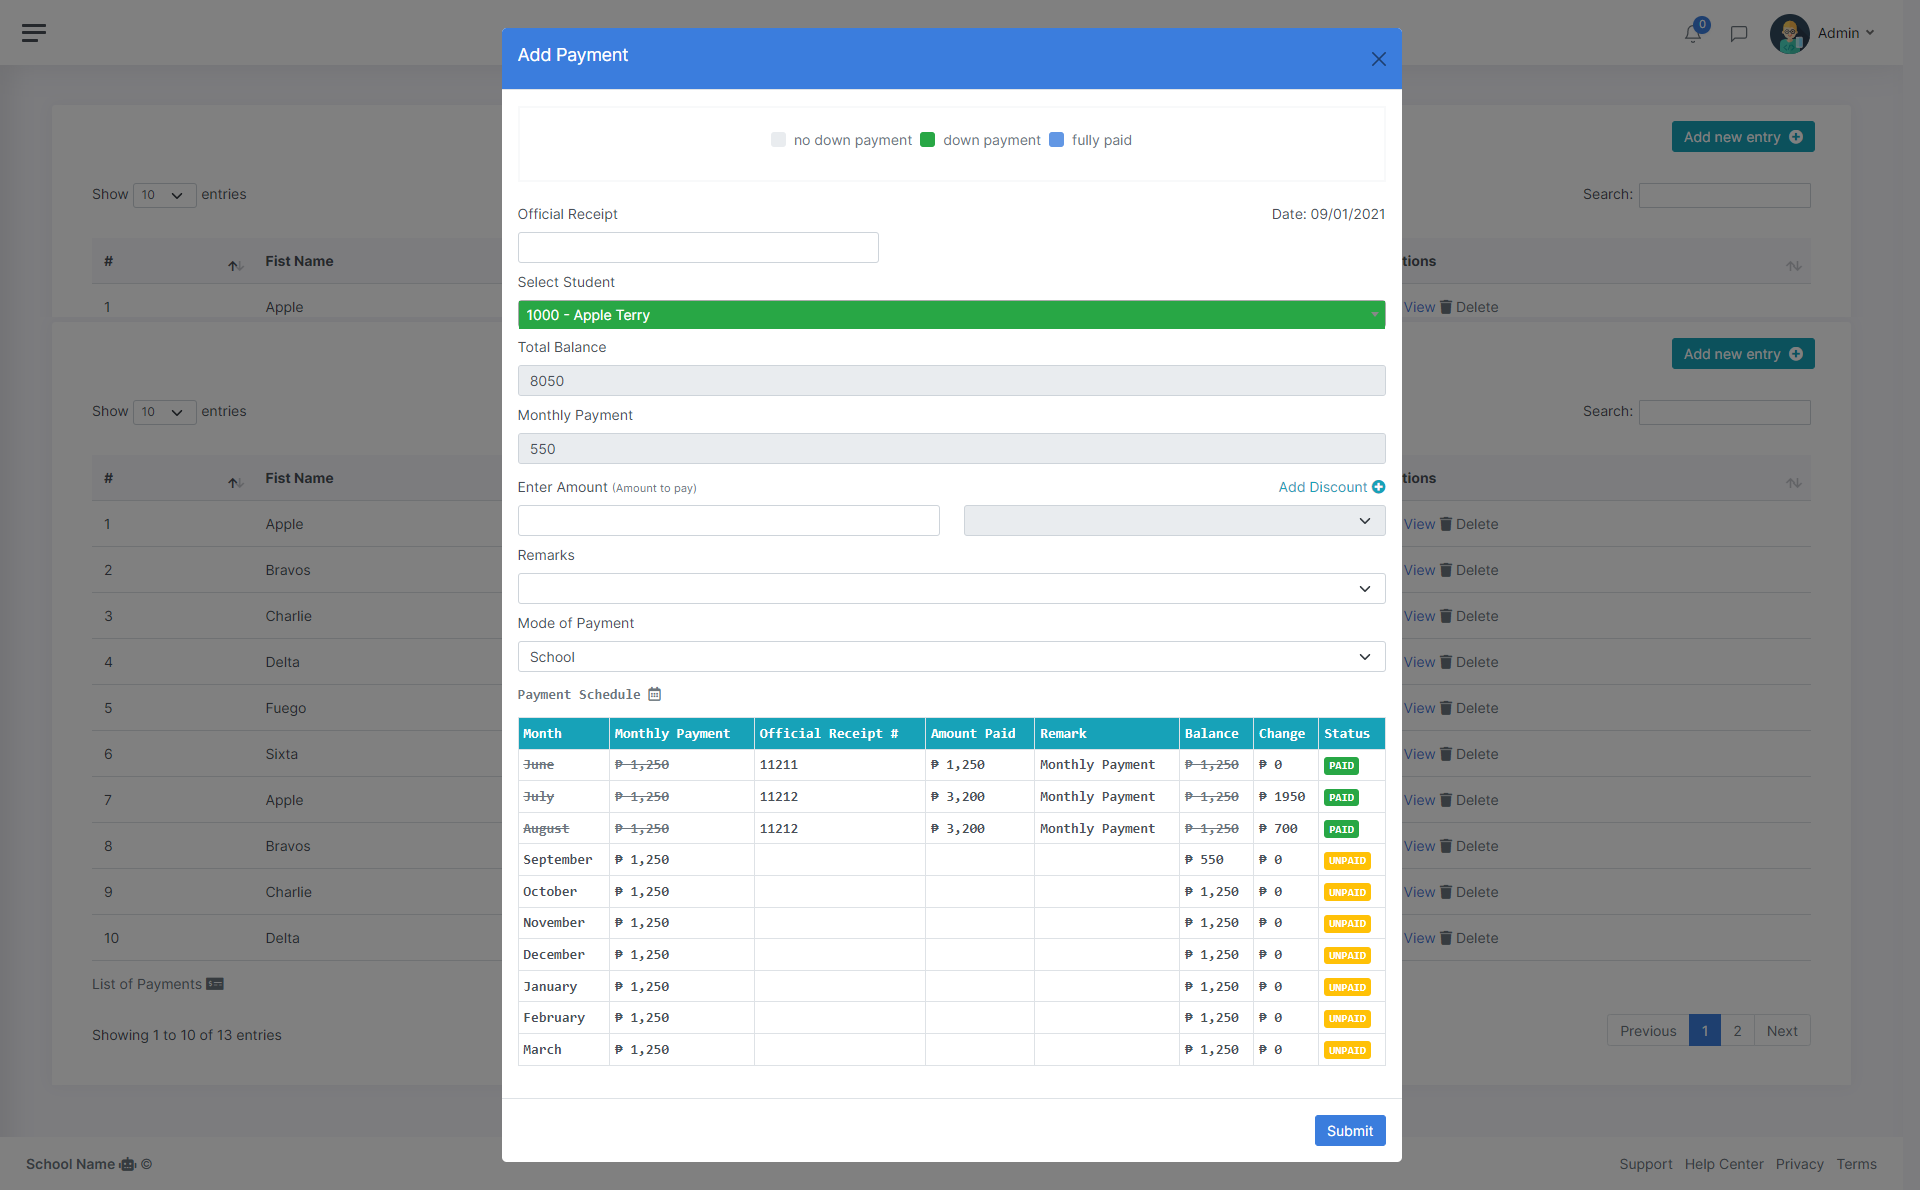 0
Admin
Add Payment
no down payment down payment fully paid
Add new entry
Show 10 entries
Search:
Official Receipt
Date: 09/01/2021
# Fist Name
tions
Select Student
1 Apple
View Delete
1000 - Apple Terry
Total Balance
Add new entry
8050
Show 10 entries
Search:
Monthly Payment
550
# Fist Name
tions
Enter Amount (Amount to pay)
Add Discount
1 Apple
View Delete
Remarks
2 Bravos
View Delete
3 Charlie
View Delete
Mode of Payment
School
4 Delta
View Delete
Payment Schedule
5 Fuego
View Delete
6 Sixta
View Delete
7 Apple
View Delete
8 Bravos
View Delete
9 Charlie
View Delete
10 Delta
View Delete
Month Monthly Payment Official Receipt # Amount Paid Remark Balance Change Status
June ₱ 1,250 11211 ₱ 1,250 Monthly Payment ₱ 1,250 ₱ 0 PAID
July ₱ 1,250 11212 ₱ 3,200 Monthly Payment ₱ 1,250 ₱ 1950 PAID
August ₱ 1,250 11212 ₱ 3,200 Monthly Payment ₱ 1,250 ₱ 700 PAID
September ₱ 1,250 ₱ 550 ₱ 0 UNPAID
October ₱ 1,250 ₱ 1,250 ₱ 0 UNPAID
November ₱ 1,250 ₱ 1,250 ₱ 0 UNPAID
December ₱ 1,250 ₱ 1,250 ₱ 0 UNPAID
January ₱ 1,250 ₱ 1,250 ₱ 0 UNPAID
February ₱ 1,250 ₱ 1,250 ₱ 0 UNPAID
March ₱ 1,250 ₱ 1,250 ₱ 0 UNPAID
List of Payments
Showing 1 to 10 of 13 entries
Previous 1 2 Next
Submit
School Name ©
Support Help Center Privacy Terms